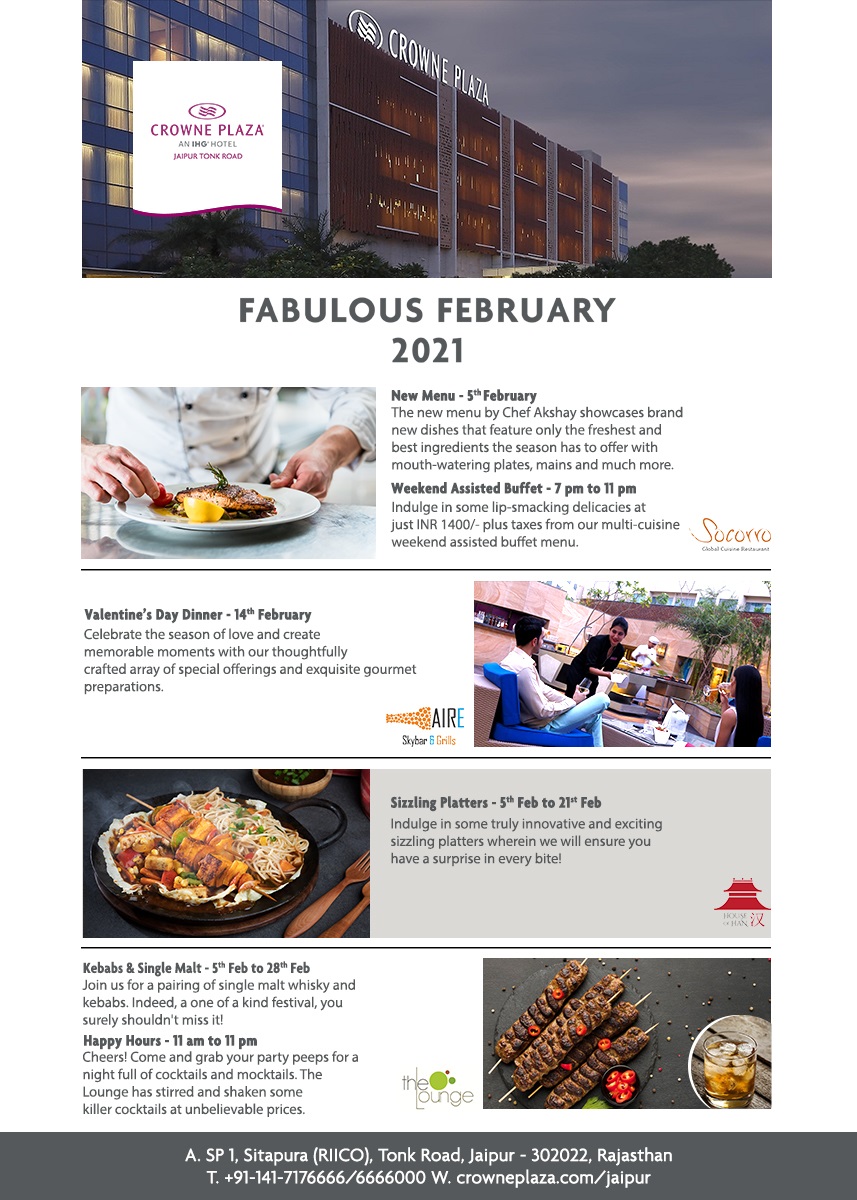 CROWNE PLAZA
CROWNE PLAZA
AN IHG® HOTEL
JAIPUR TONK ROAD
FABULOUS FEBRUARY
2021
New Menu - 5th February
The new menu by Chef Akshay showcases brand
new dishes that feature only the freshest and
best ingredients the season has to offer with
mouth-watering plates, mains and much more.
Weekend Assisted Buffet - 7 pm to 11 pm
Indulge in some lip-smacking delicacies at
just INR 1400/- plus taxes from our multi-cuisine
weekend assisted buffet menu.
Socorro
Global Cuisine Restaurant
Valentine’s Day Dinner - 14th February
Celebrate the season of love and create
memorable moments with our thoughtfully
crafted array of special offerings and exquisite gourmet
preparations.
AIRE
Skybar & Grills
Sizzling Platters - 5th Feb to 21st Feb
Indulge in some truly innovative and exciting
sizzling platters wherein we will ensure you
have a surprise in every bite!
HOUSE
OF HAN 汉
Kebabs & Single Malt - 5th Feb to 28th Feb
Join us for a pairing of single malt whisky and
kebabs. Indeed, a one of a kind festival, you
surely shouldn't miss it!
Happy Hours - 11 am to 11 pm
Cheers! Come and grab your party peeps for a
night full of cocktails and mocktails. The
Lounge has stirred and shaken some
killer cocktails at unbelievable prices.
the
Lounge
A. SP 1, Sitapura (RIICO), Tonk Road, Jaipur - 302022, Rajasthan
T. +91-141-7176666/6666000 W. crowneplaza.com/jaipur